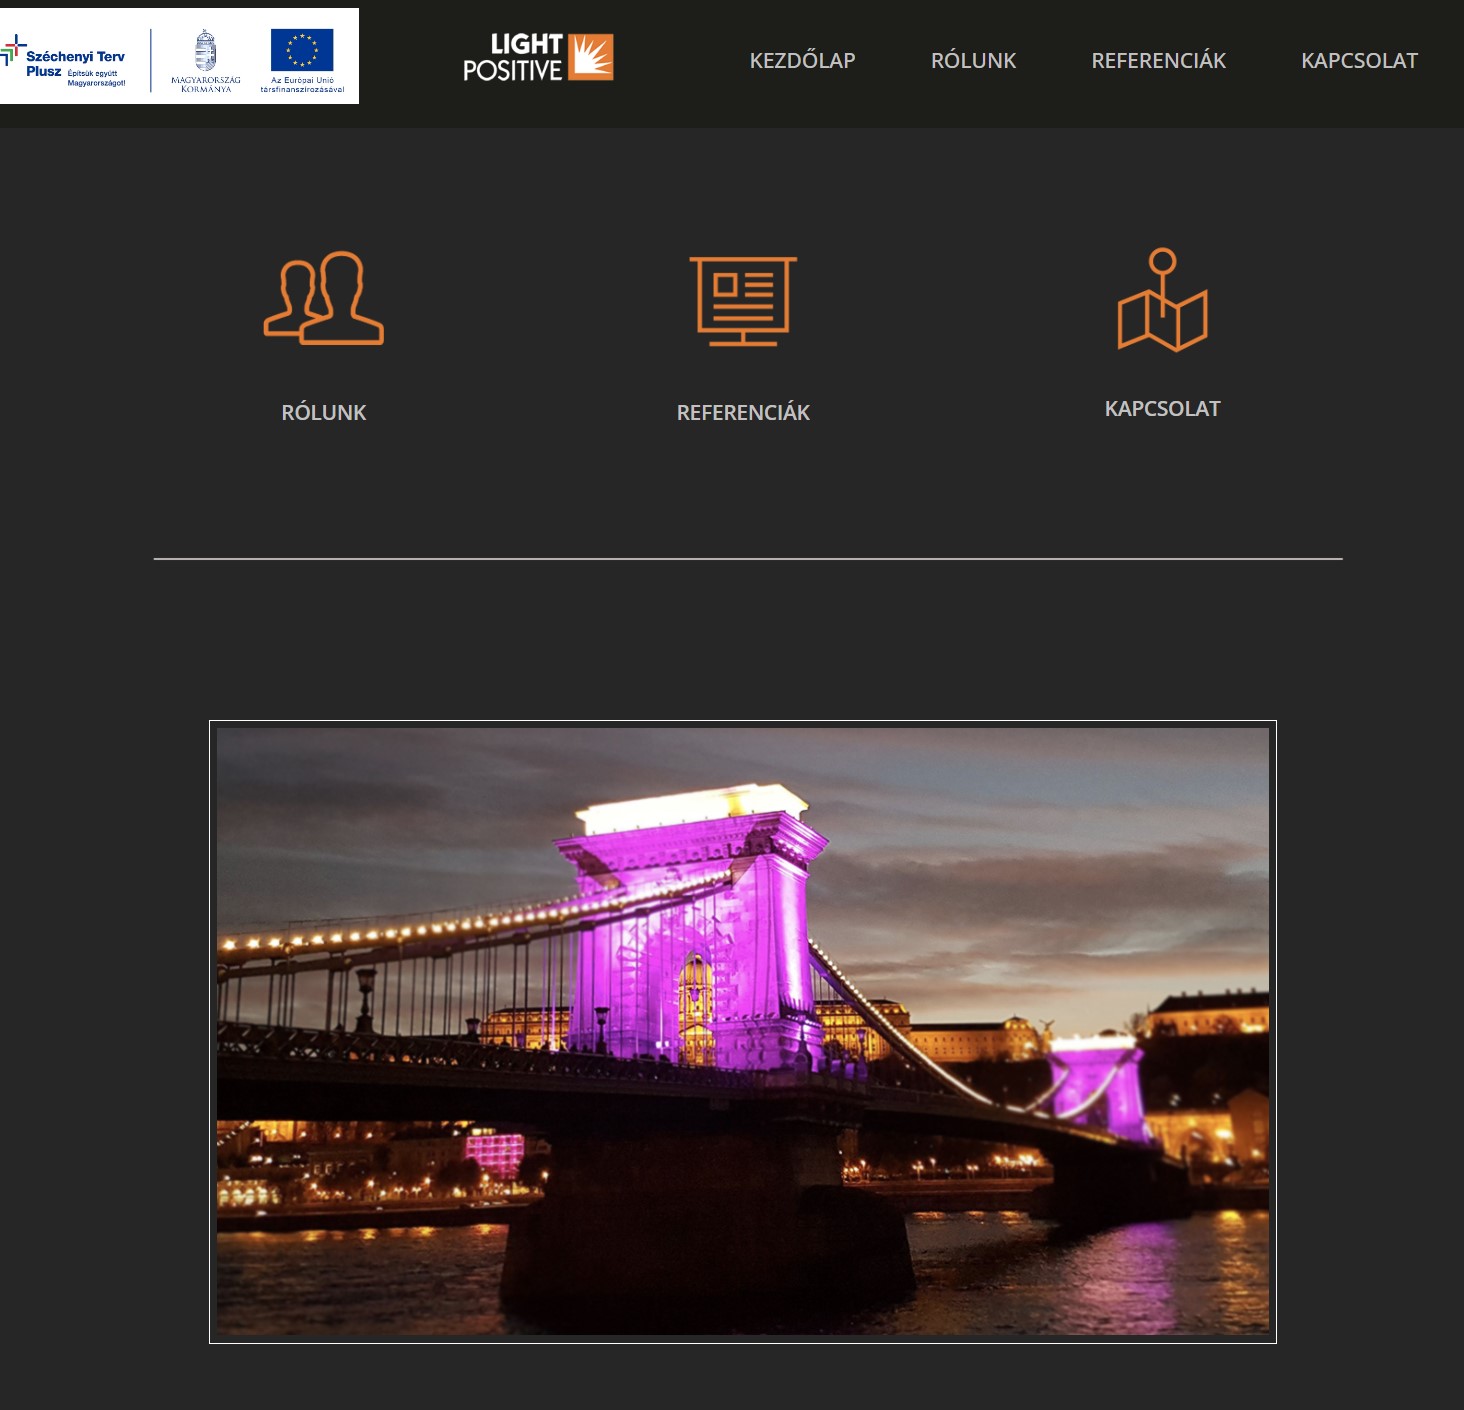 Széchenyi Terv
Plusz Építsük együtt
Magyarországot!
MAGYARORSZÁG
KORMÁNYA
Az Európai Unió
társfinanszírozásával
LIGHT
POSITIVE
KEZDŐLAP RÓLUNK REFERENCIÁK KAPCSOLAT
RÓLUNK REFERENCIÁK KAPCSOLAT